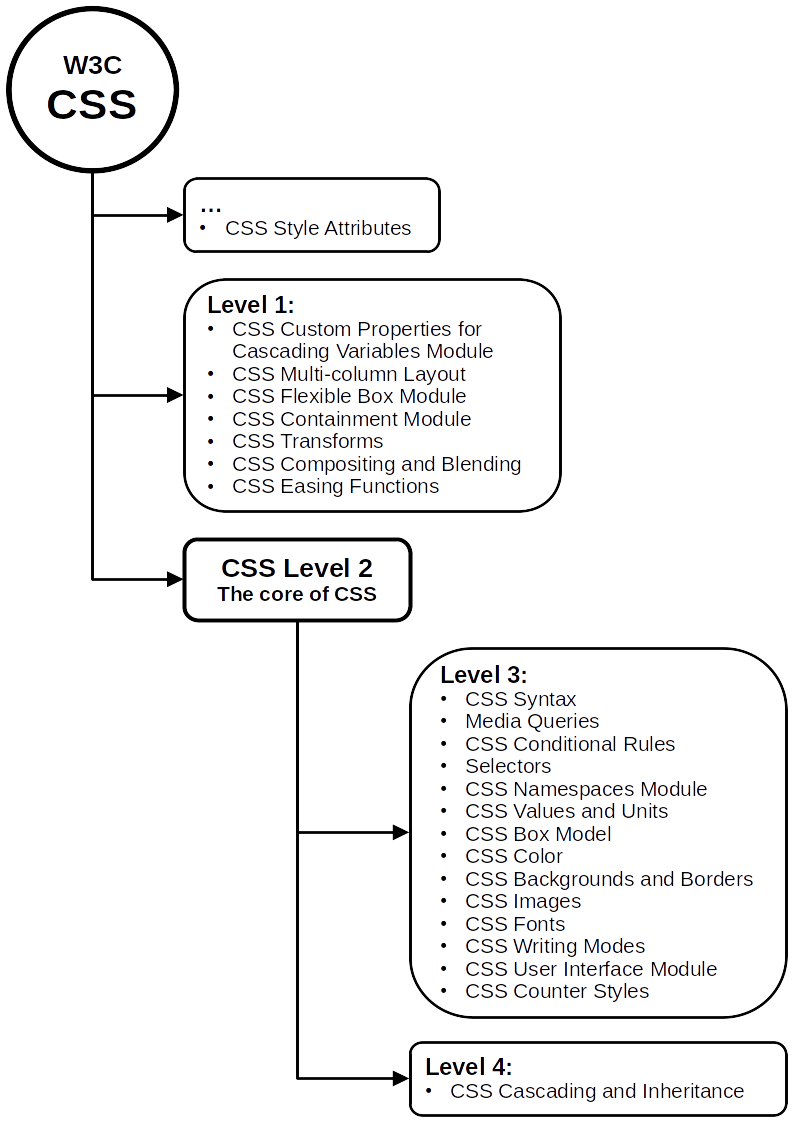 W3C
CSS
...
• CSS Style Attributes
Level 1:
• CSS Custom Properties for
Cascading Variables Module
• CSS Multi-column Layout
• CSS Flexible Box Module
• CSS Containment Module
• CSS Transforms
• CSS Compositing and Blending
• CSS Easing Functions
CSS Level 2
The core of CSS
Level 3:
• CSS Syntax
• Media Queries
• CSS Conditional Rules
• Selectors
• CSS Namespaces Module
• CSS Values and Units
• CSS Box Model
• CSS Color
• CSS Backgrounds and Borders
• CSS Images
• CSS Fonts
• CSS Writing Modes
• CSS User Interface Module
• CSS Counter Styles
Level 4:
• CSS Cascading and Inheritance